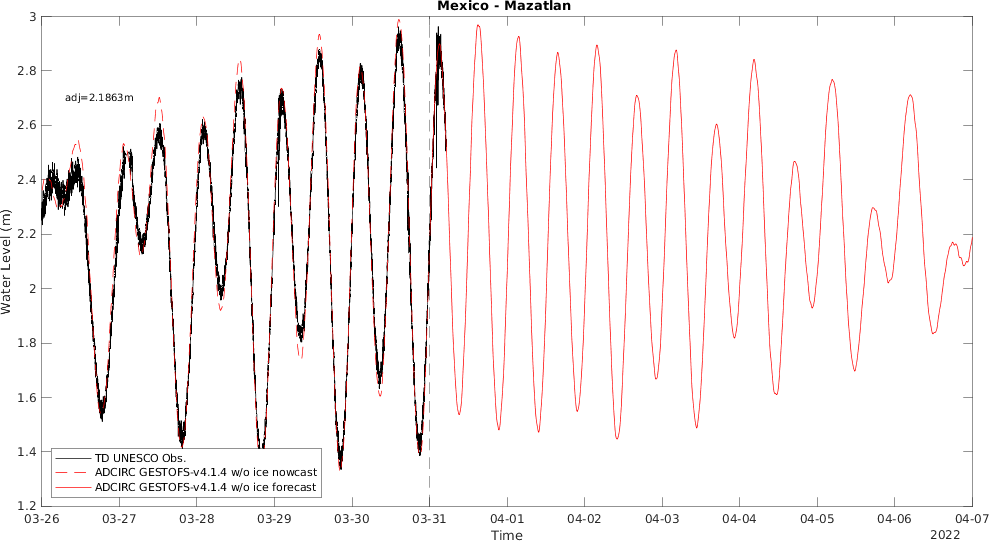 Mexico - Mazatlan
3
2.8
2.6
2.4
2.2
2
1.8
1.6
1.4
1.2
Water Level (m)
adj=2.1863m
TD UNESCO Obs.
ADCIRC GESTOFS-v4.1.4 w/o ice nowcast
ADCIRC GESTOFS-v4.1.4 w/o ice forecast
03-26 03-27 03-28 03-29 03-30 03-31 04-01 04-02 04-03 04-04 04-05 04-06 04-07
Time
2022